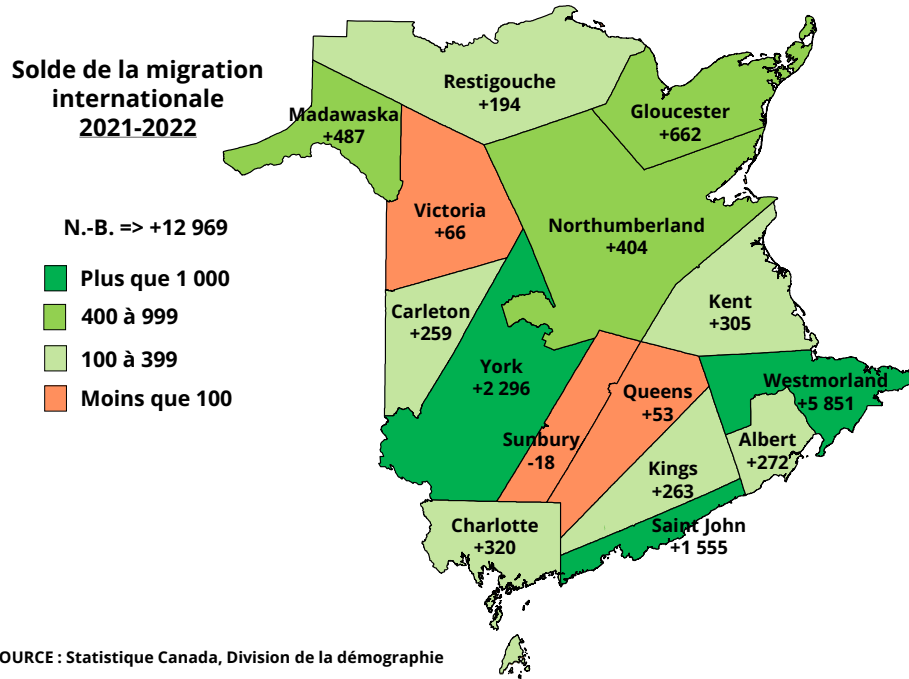 Solde de la migration
internationale
2021-2022
N.-B. => +12 969
Plus que 1 000
400 à 999
100 à 399
Moins que 100
Restigouche
+194
Madawaska
+487
Gloucester
+662
Victoria
+66
Northumberland
+404
Carleton
+259
Kent
+305
York
+2 296
Westmorland
+5 851
Queens
+53
Sunbury
-18
Albert
+272
Kings
+263
Charlotte
+320
Saint John
+1 555
OURCE : Statistique Canada, Division de la démographie